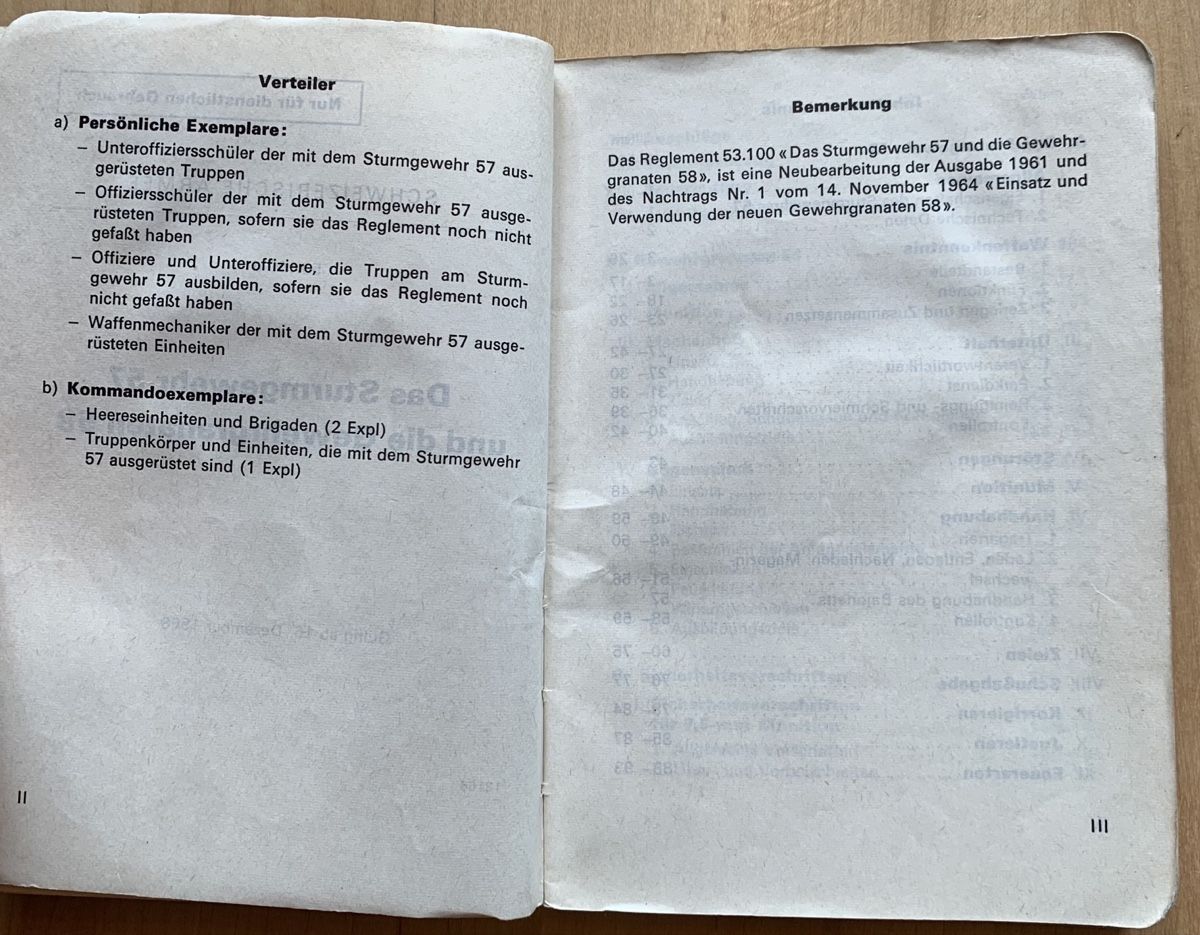 Verteiler
a) Persönliche Exemplare:
– Unteroffiziersschüler der mit dem Sturmgewehr 57 aus-
gerüsteten Truppen
– Offiziersschüler der mit dem Sturmgewehr 57 ausge-
rüsteten Truppen, sofern sie das Reglement noch nicht
gefaßt haben
– Offiziere und Unteroffiziere, die Truppen am Sturm-
gewehr 57 ausbilden, sofern sie das Reglement noch
nicht gefaßt haben
– Waffenmechaniker der mit dem Sturmgewehr 57 ausge-
rüsteten Einheiten
b) Kommandoexemplare:
– Heereseinheiten und Brigaden (2 Expl)
– Truppenkörper und Einheiten, die mit dem Sturmgewehr
57 ausgerüstet sind (1 Expl)
II
Bemerkung
Das Reglement 53.100 «Das Sturmgewehr 57 und die Gewehr-
granaten 58», ist eine Neubearbeitung der Ausgabe 1961 und
des Nachtrags Nr. 1 vom 14. November 1964 «Einsatz und
Verwendung der neuen Gewehrgranaten 58».
III